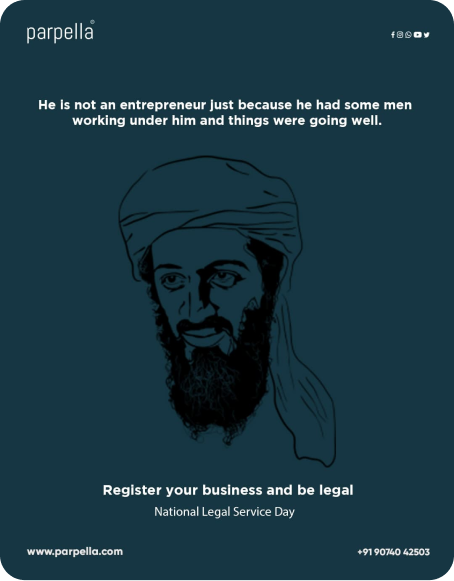 parpella®
He is not an entrepreneur just because he had some men
working under him and things were going well.
Register your business and be legal
National Legal Service Day
www.parpella.com
+91 90740 42503